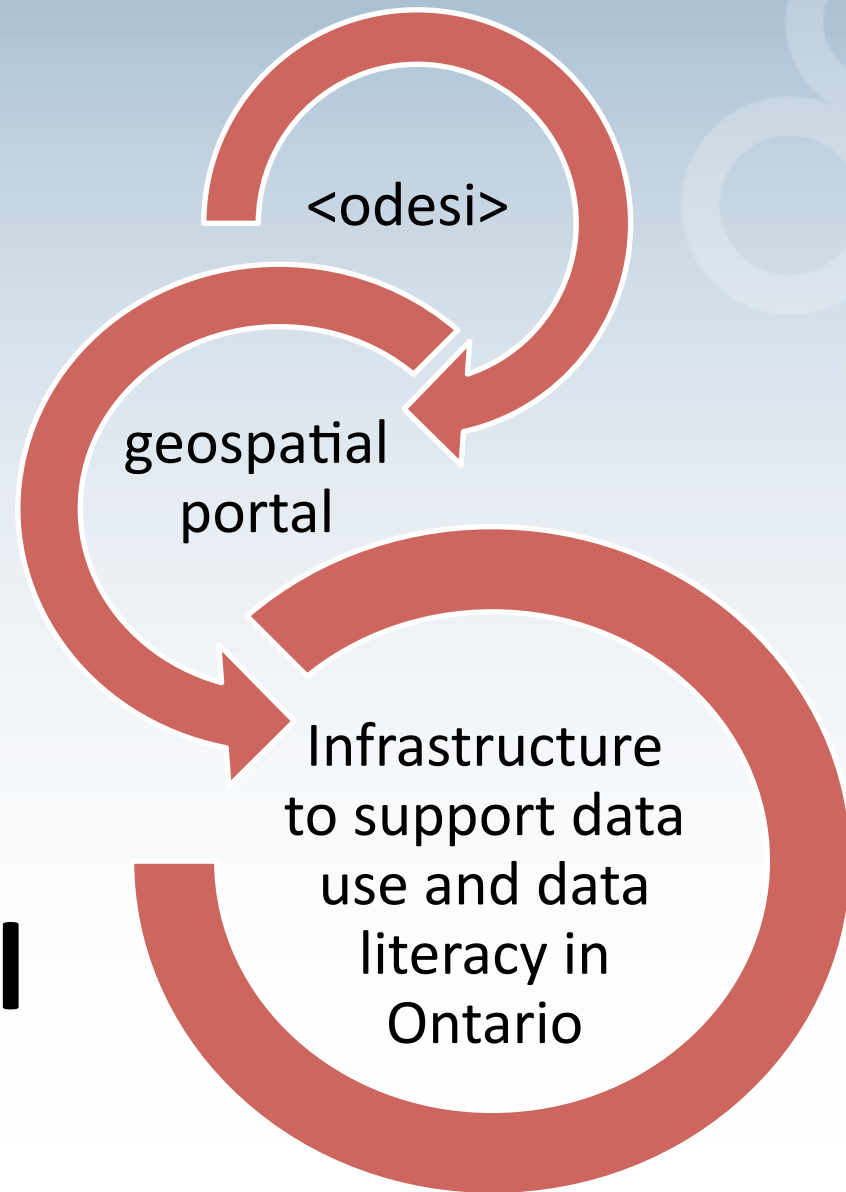 <odesi>
geospatial
portal
Infrastructure
to support data
use and data
literacy in
Ontario